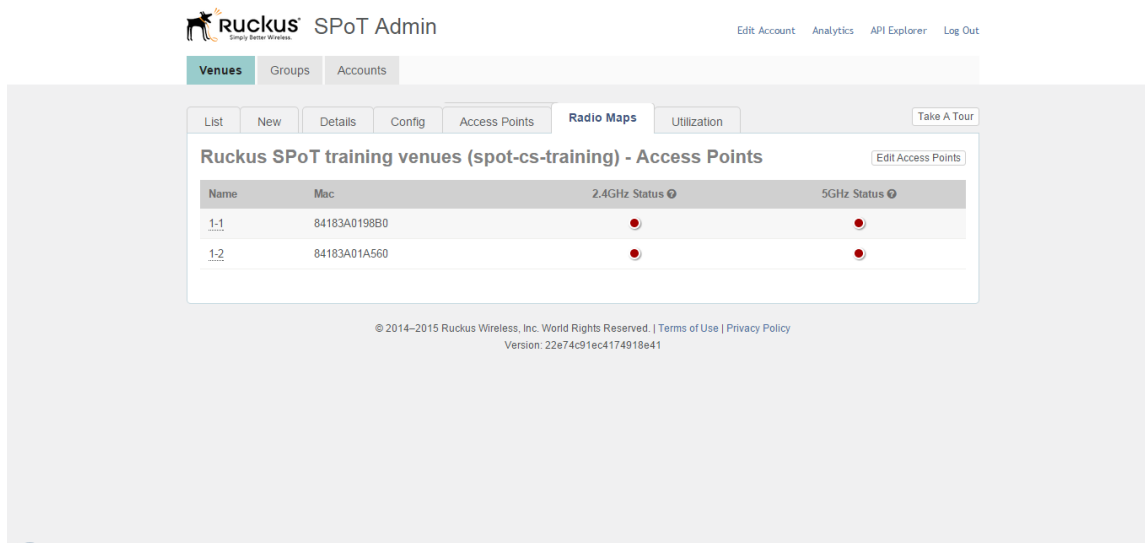 Ruckus SPoT Admin
Simply Better Wireless.
Edit Account Analytics API Explorer Log Out
Venues Groups Accounts
List New Details Config Access Points Radio Maps Utilization Take A Tour
Ruckus SPoT training venues (spot-cs-training) - Access Points Edit Access Points
Name Mac 2.4GHz Status ? 5GHz Status ?
1-1 84183A0198B0
1-2 84183A01A560
© 2014–2015 Ruckus Wireless, Inc. World Rights Reserved. | Terms of Use | Privacy Policy
Version: 22e74c91ec4174918e41